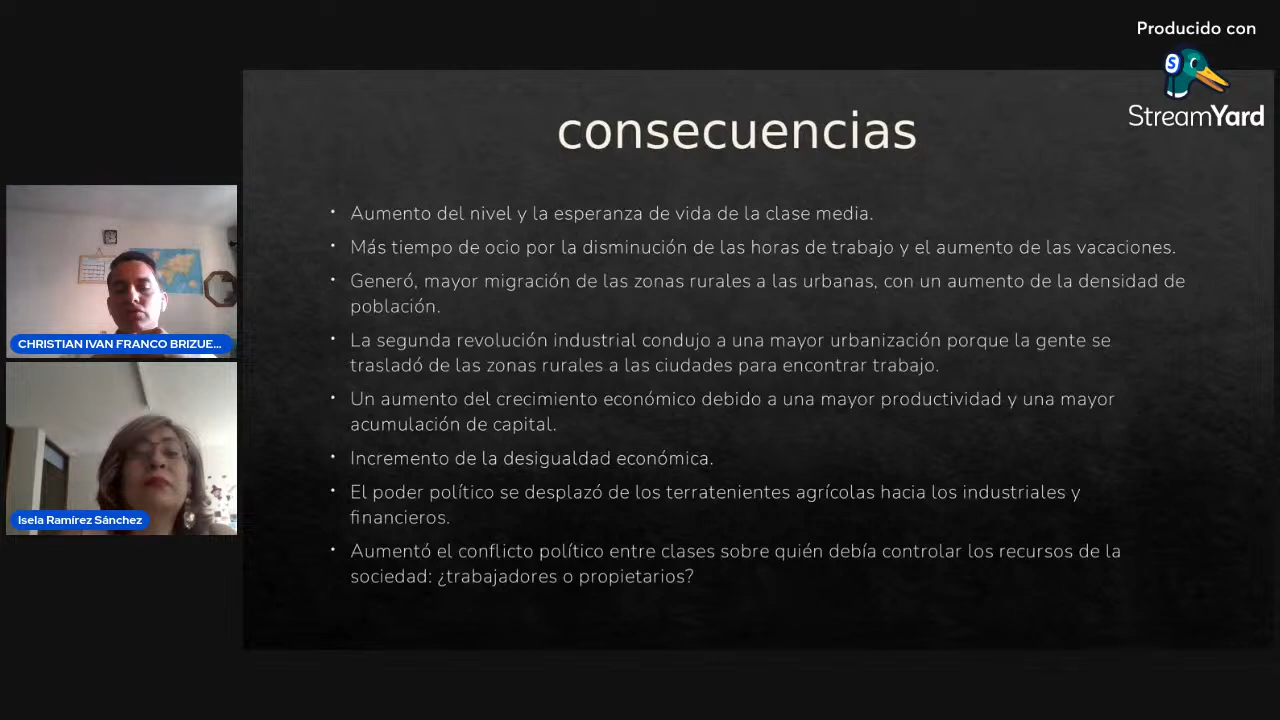 Producido con
StreamYard
consecuencias
• Aumento del nivel y la esperanza de vida de la clase media.
• Más tiempo de ocio por la disminución de las horas de trabajo y el aumento de las vacaciones.
• Generó, mayor migración de las zonas rurales a las urbanas, con un aumento de la densidad de
población.
• La segunda revolución industrial condujo a una mayor urbanización porque la gente se
trasladó de las zonas rurales a las ciudades para encontrar trabajo.
• Un aumento del crecimiento económico debido a una mayor productividad y una mayor
acumulación de capital.
• Incremento de la desigualdad económica.
• El poder político se desplazó de los terratenientes agrícolas hacia los industriales y
financieros.
• Aumentó el conflicto político entre clases sobre quién debía controlar los recursos de la
sociedad: ¿trabajadores o propietarios?
CHRISTIAN IVAN FRANCO BRIZUE...
Isela Ramírez Sánchez